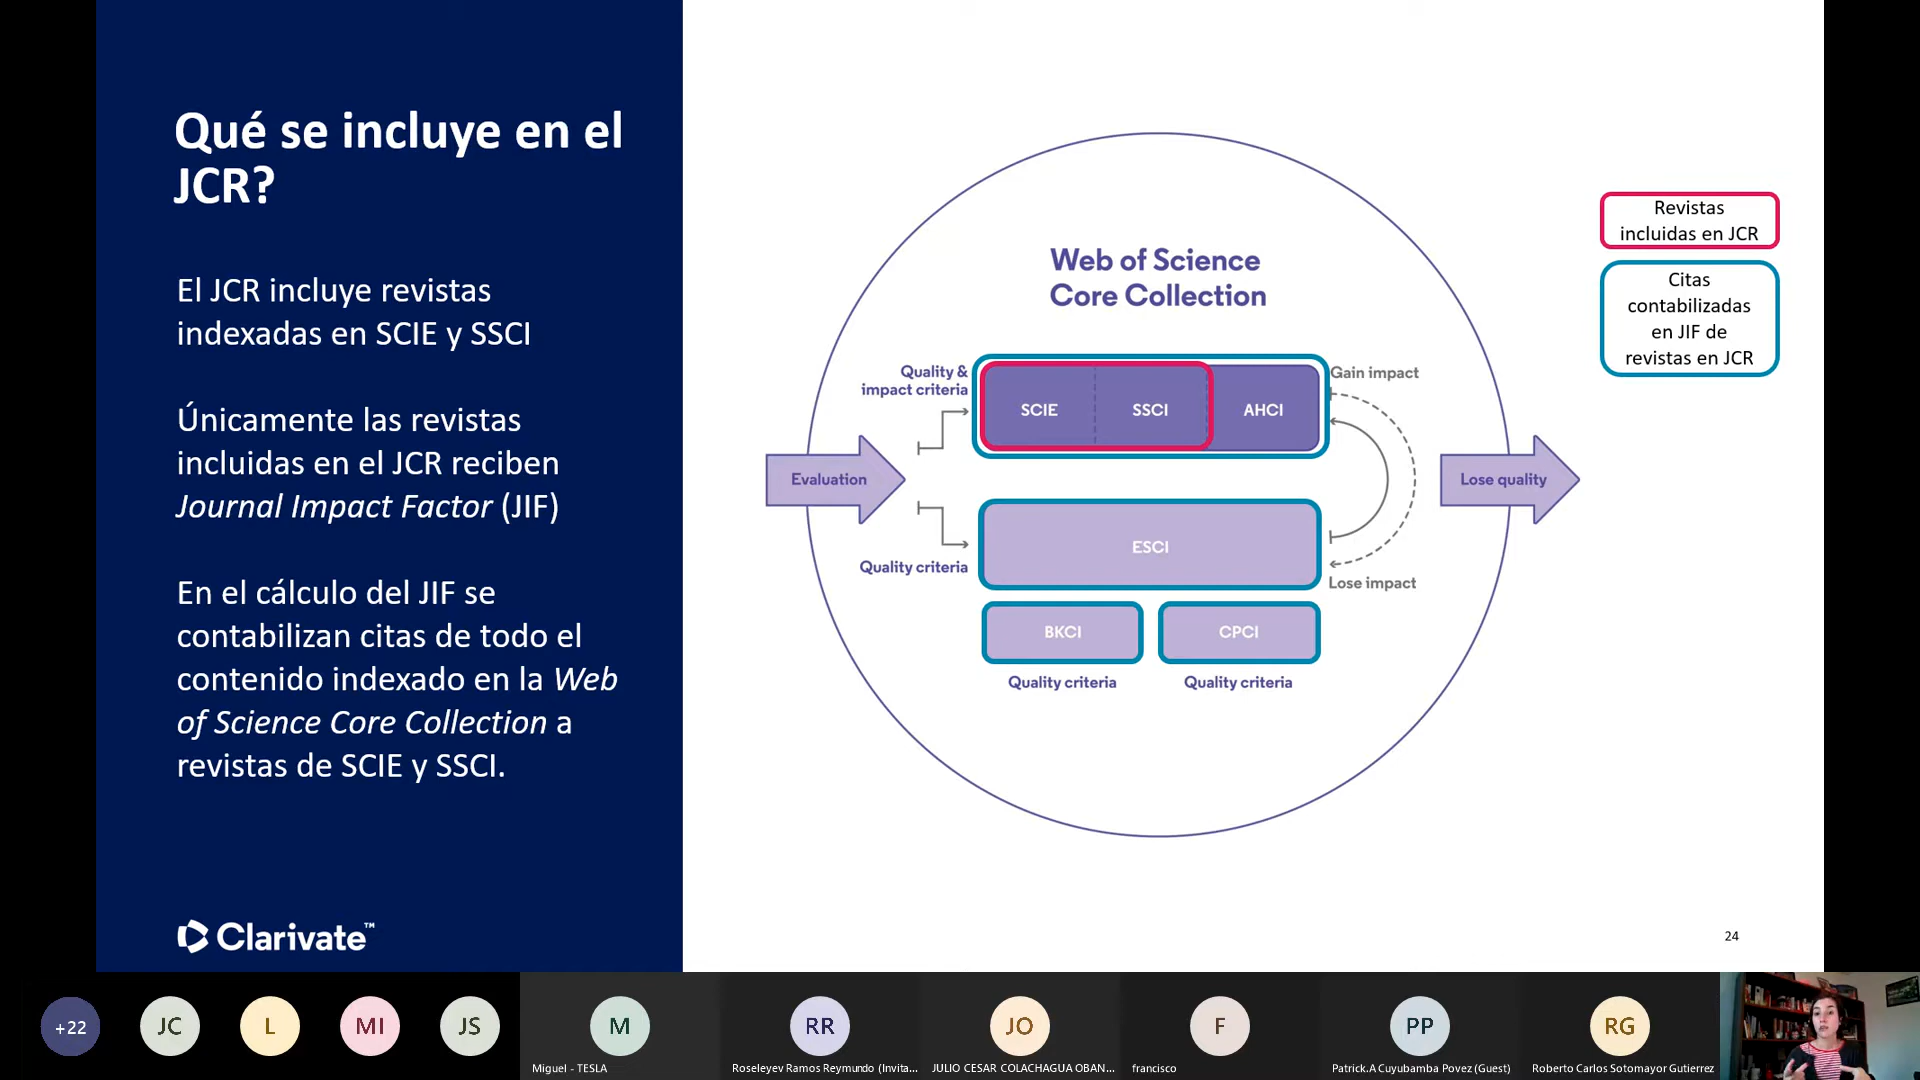 Qué se incluye en el
JCR?
El JCR incluye revistas
indexadas en SCIE y SSCI
Únicamente las revistas
incluidas en el JCR reciben
Journal Impact Factor (JIF)
En el cálculo del JIF se
contabilizan citas de todo el
contenido indexado en la Web
of Science Core Collection a
revistas de SCIE y SSCI.
Clarivate™
Web of Science
Core Collection
Quality &
impact criteria
SCIE
SSCI
AHCI
Gain impact
Evaluation
Lose quality
ESCI
Quality criteria
Lose impact
BKCI
CPCI
Quality criteria
Quality criteria
Revistas
incluidas en JCR
Citas
contabilizadas
en JIF de
revistas en JCR
24
+22
JC
L
MI
JS
M
Miguel - TESLA
RR
Roseleyev Ramos Reymundo (Invita...
JO
JULIO CESAR COLACHAGUA OBAN...
F
francisco
PP
Patrick.A Cuyubamba Povez (Guest)
RG
Roberto Carlos Sotomayor Gutierrez